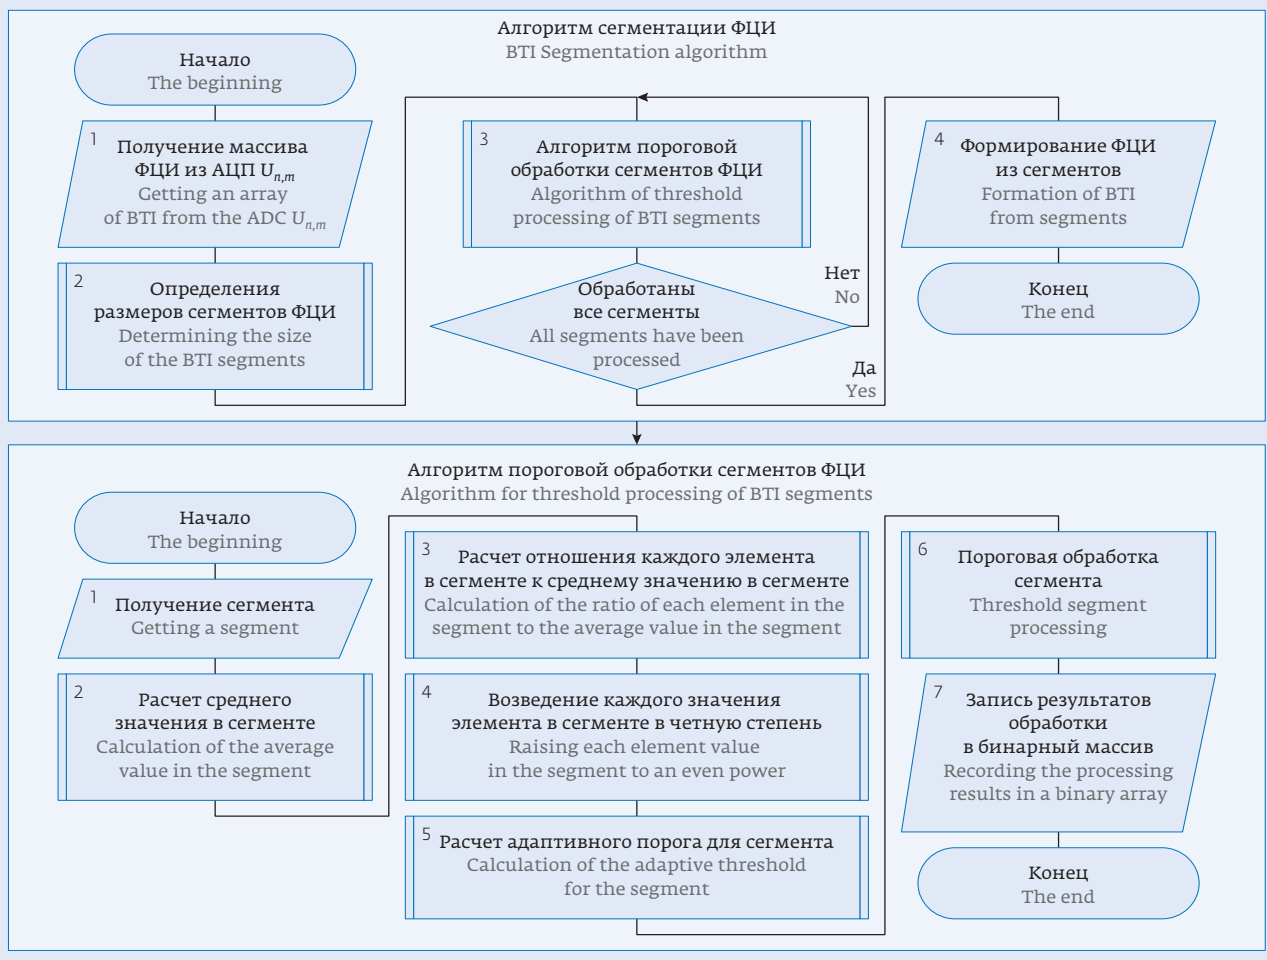 Алгоритм сегментации ФЦИ
BTI Segmentation algorithm
Начало
The beginning
1
Получение массива
ФЦИ из АЦП Un,m
Getting an array
of BTI from the ADC Un,m
2
Определения
размеров сегментов ФЦИ
Determining the size
of the BTI segments
3
Алгоритм пороговой
обработки сегментов ФЦИ
Algorithm of threshold
processing of BTI segments
Обработаны
все сегменты
All segments have been
processed
Нет
No
Да
Yes
4
Формирование ФЦИ
из сегментов
Formation of BTI
from segments
Конец
The end
Алгоритм пороговой обработки сегментов ФЦИ
Algorithm for threshold processing of BTI segments
Начало
The beginning
1
Получение сегмента
Getting a segment
2
Расчет среднего
значения в сегменте
Calculation of the average
value in the segment
3
Расчет отношения каждого элемента
в сегменте к среднему значению в сегменте
Calculation of the ratio of each element in the
segment to the average value in the segment
4
Возведение каждого значения
элемента в сегменте в четную степень
Raising each element value
in the segment to an even power
5
Расчет адаптивного порога для сегмента
Calculation of the adaptive threshold
for the segment
6
Пороговая обработка
сегмента
Threshold segment
processing
7
Запись результатов
обработки
в бинарный массив
Recording the processing
results in a binary array
Конец
The end